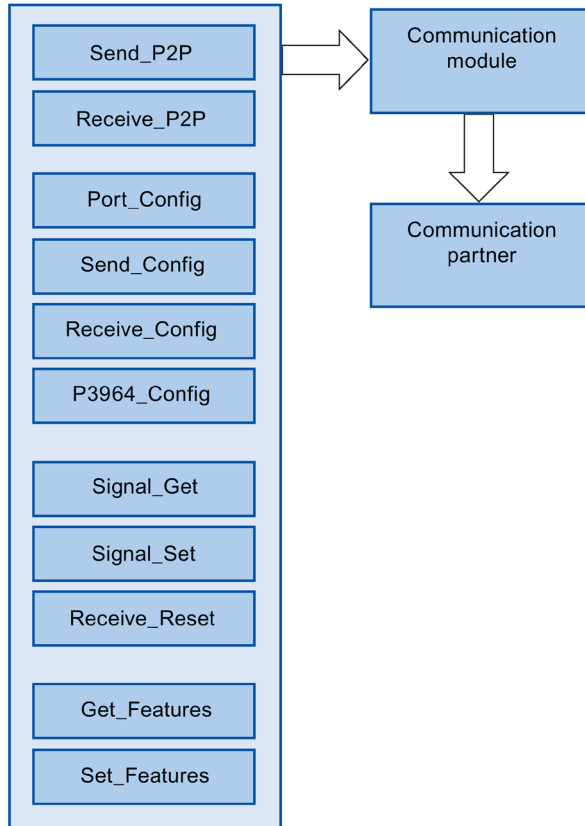 Send_P2P
Receive_P2P
Port_Config
Send_Config
Receive_Config
P3964_Config
Signal_Get
Signal_Set
Receive_Reset
Get_Features
Set_Features
Communication
module
Communication
partner